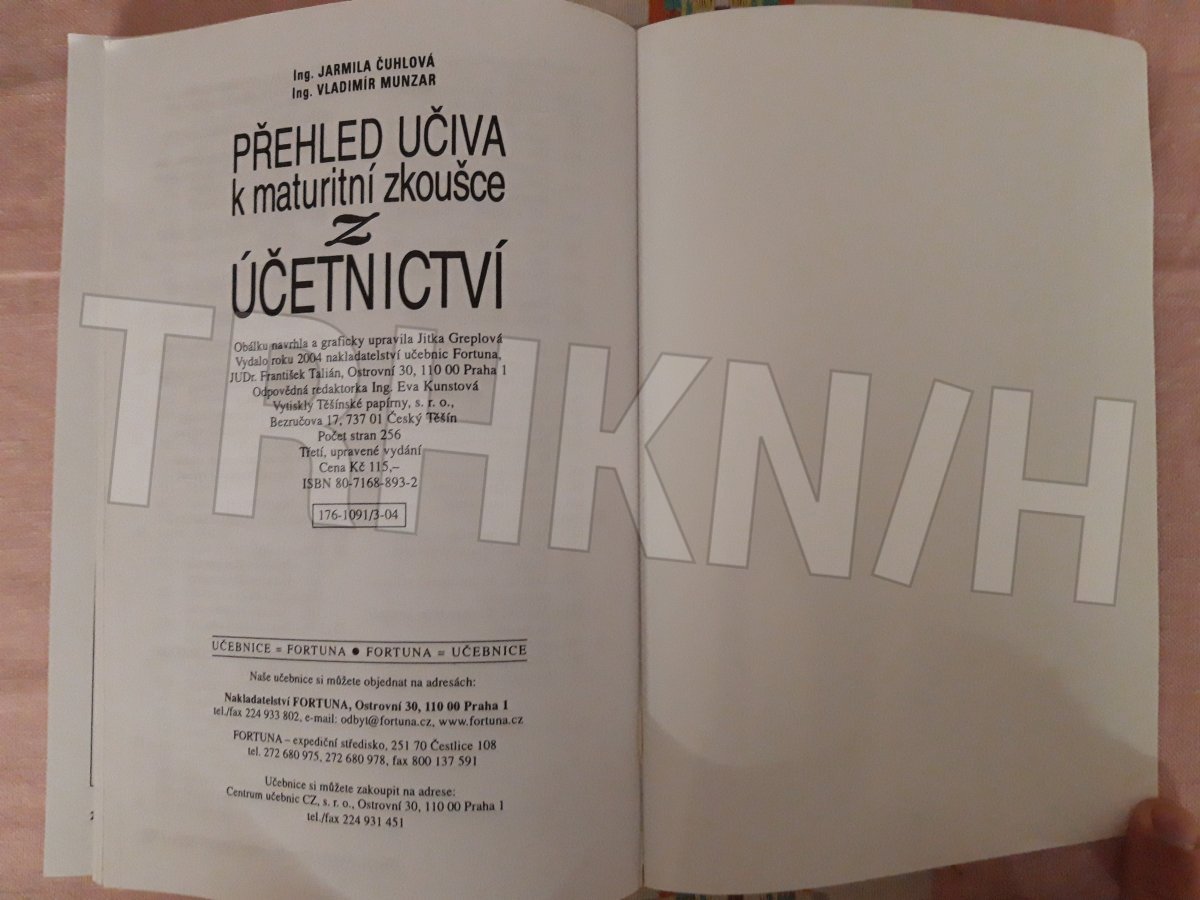 Ing. JARMILA ČUHLOVÁ
Ing. VLADIMÍR MUNZAR
PŘEHLED UČIVA
k maturitní zkoušce
z
ÚČETNICTVÍ
Obálku navrhla a graficky upravila Jitka Greplová
Vydalo roku 2004 nakladatelství učebnic Fortuna,
JUDr. František Talián, Ostrovní 30, 110 00 Praha 1
Odpovědná redaktorka Ing. Eva Kunstová
Vytiskly Těšínské papírny, s. r. o.,
Bezručova 17, 737 01 Český Těšín
Počet stran 256
Třetí, upravené vydání
Cena Kč 115,–
ISBN 80-7168-893-2
176-1091/3-04
TRHKNIH
UČEBNICE = FORTUNA ● FORTUNA = UČEBNICE
Naše učebnice si můžete objednat na adresách:
Nakladatelství FORTUNA, Ostrovní 30, 110 00 Praha 1
tel./fax 224 933 802, e-mail: odbyt@fortuna.cz, www.fortuna.cz
FORTUNA – expediční středisko, 251 70 Čestlice 108
tel. 272 680 975, 272 680 978, fax 800 137 591
Učebnice si můžete zakoupit na adrese:
Centrum učebnic CZ, s. r. o., Ostrovní 30, 110 00 Praha 1
tel./fax 224 931 451